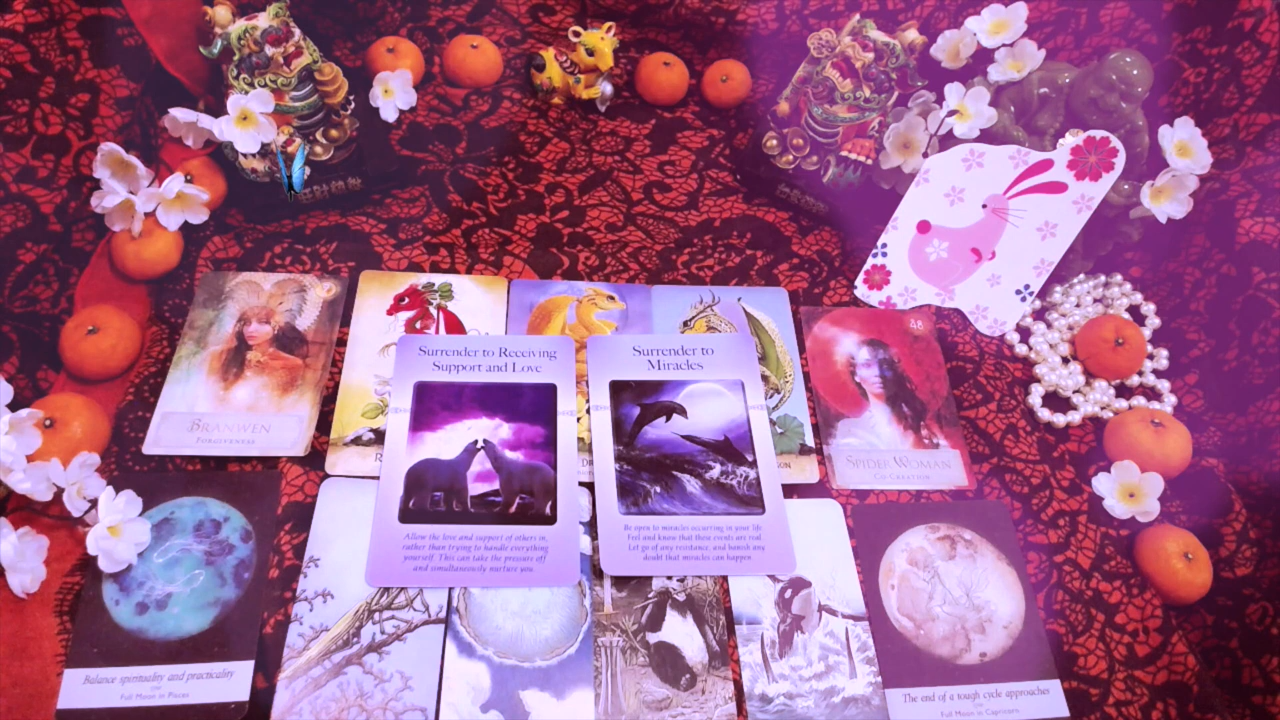 48
BRANWEN
FORGIVENESS
Surrender to Receiving
Support and Love
Allow the love and support of others in,
rather than trying to handle everything
yourself. This can take the pressure off
and simultaneously nurture you.
Surrender to
Miracles
Be open to miracles occurring in your life.
Feel and know that these events are real.
Let go of any resistance, and banish any
doubt that miracles can happen.
SPIDER WOMAN
CO-CREATION
Balance spirituality and practicality
Full Moon in Pisces
The end of a tough cycle approaches
Full Moon in Capricorn